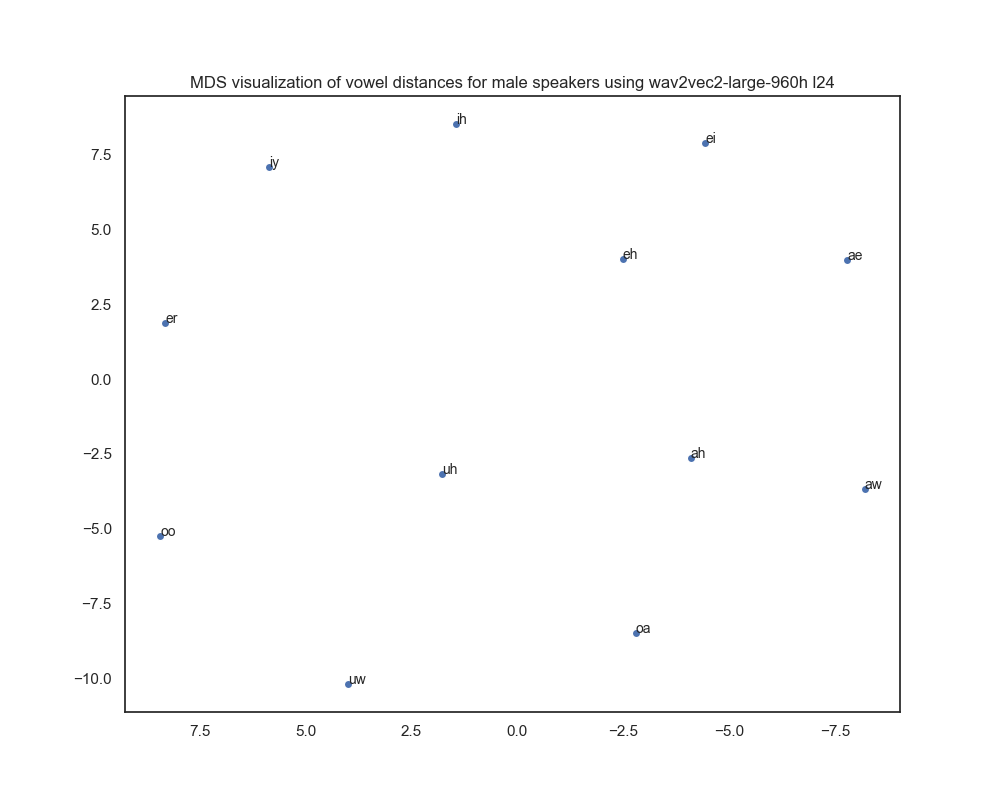 MDS visualization of vowel distances for male speakers using wav2vec2-large-960h l24
ih
ei
iy
7.5
5.0
eh
ae
2.5
er
0.0
−2.5
ah
uh
aw
−5.0
oo
−7.5
oa
−10.0
uw
7.5 5.0 2.5 0.0 −2.5 −5.0 −7.5